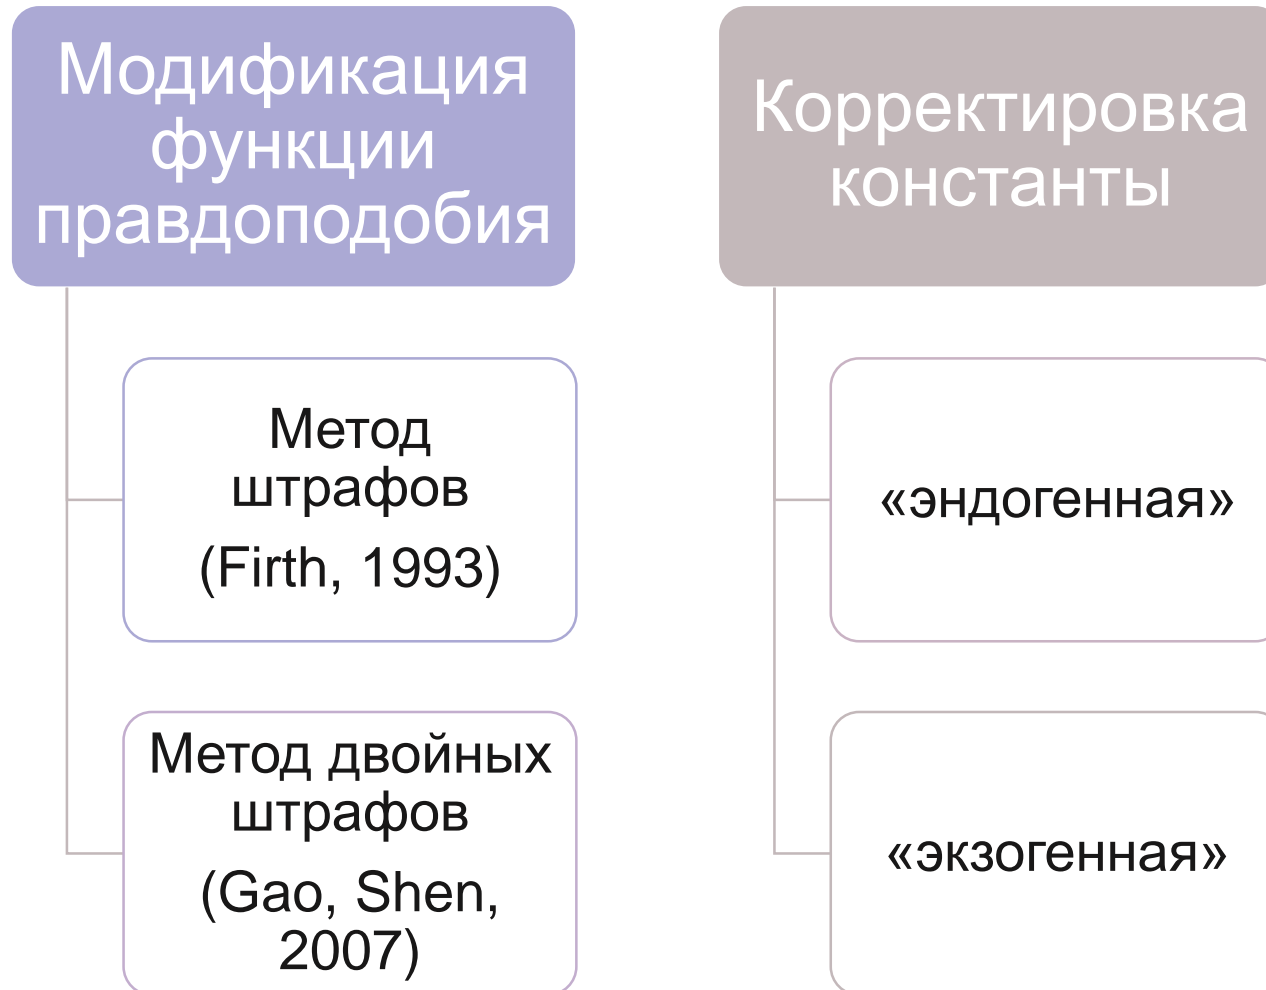 Модификация
функции
правдоподобия
Метод
штрафов
(Firth, 1993)
Метод двойных
штрафов
(Gao, Shen,
2007)
Корректировка
константы
«эндогенная»
«экзогенная»